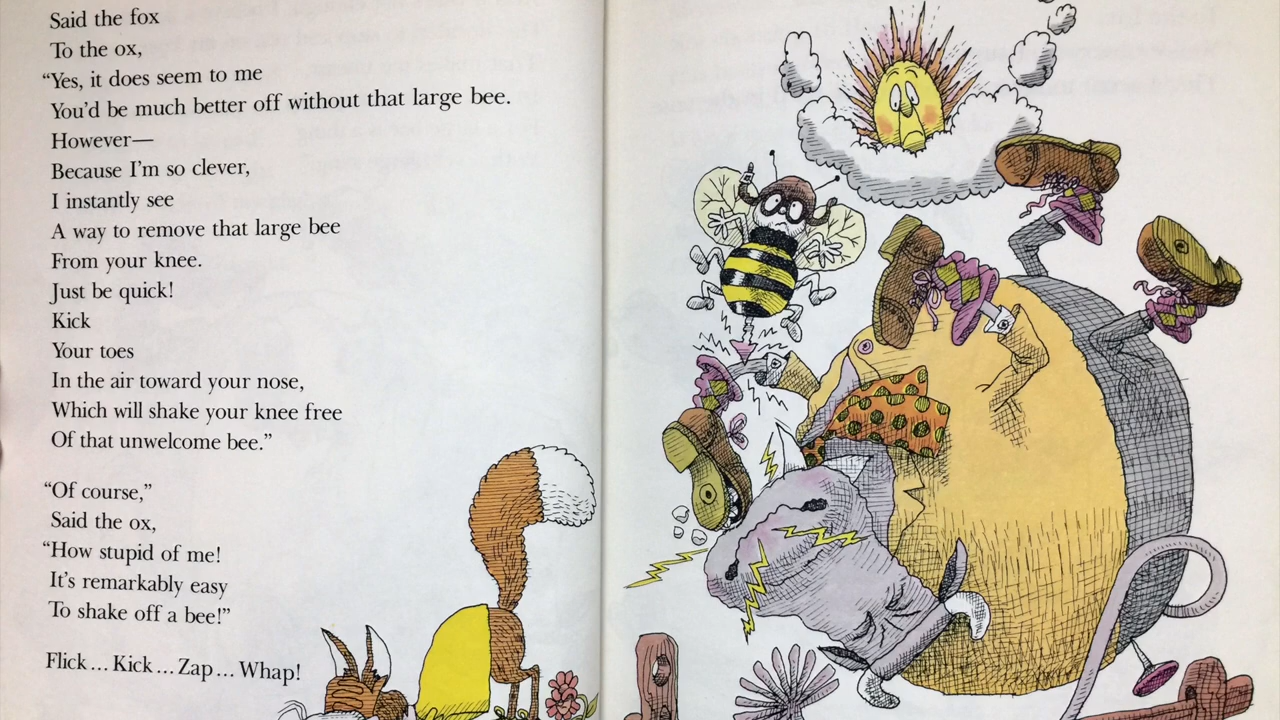 Said the fox
To the ox,
“Yes, it does seem to me
You’d be much better off without that large bee.
However—
Because I’m so clever,
I instantly see
A way to remove that large bee
From your knee.
Just be quick!
Kick
Your toes
In the air toward your nose,
Which will shake your knee free
Of that unwelcome bee.”
“Of course,”
Said the ox,
“How stupid of me!
It’s remarkably easy
To shake off a bee!”
Flick . . . Kick . . . Zap . . . Whap!